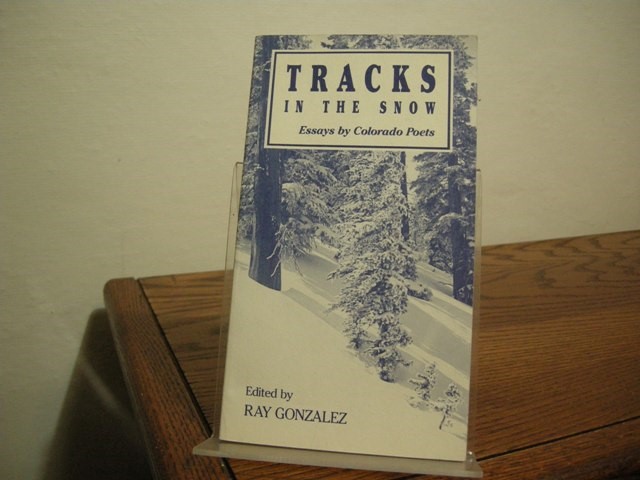 TRACKS
IN THE SNOW
Essays by Colorado Poets
Edited by
RAY GONZALEZ